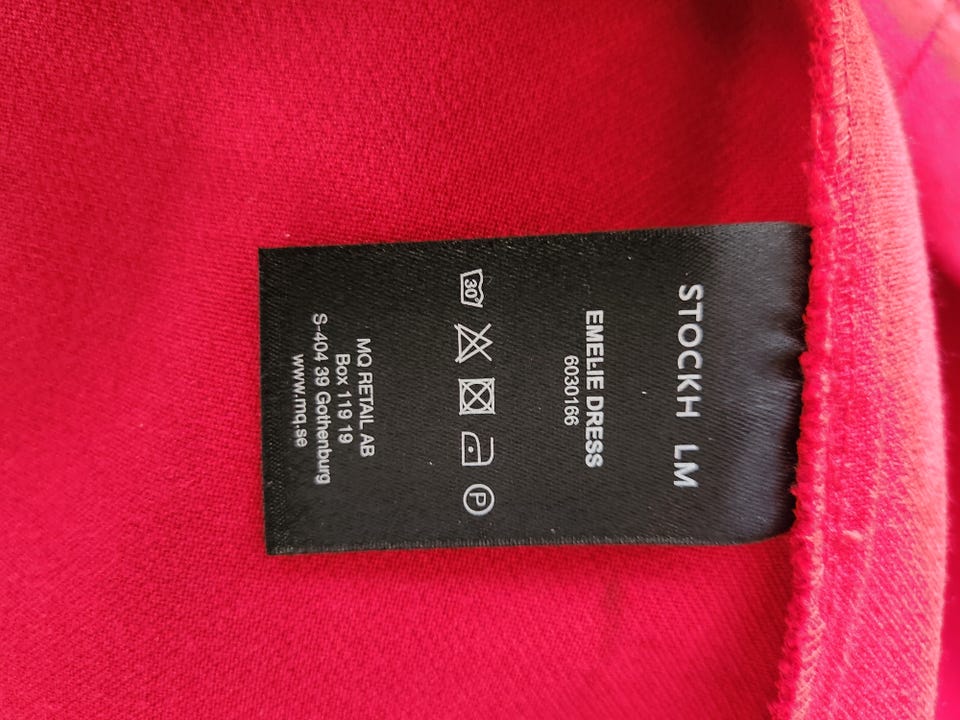 STOCKH LM
EMELIE DRESS
6030166
30°
P
MQ RETAIL AB
Box 119 19
S-404 39 Gothenburg
www.mq.se